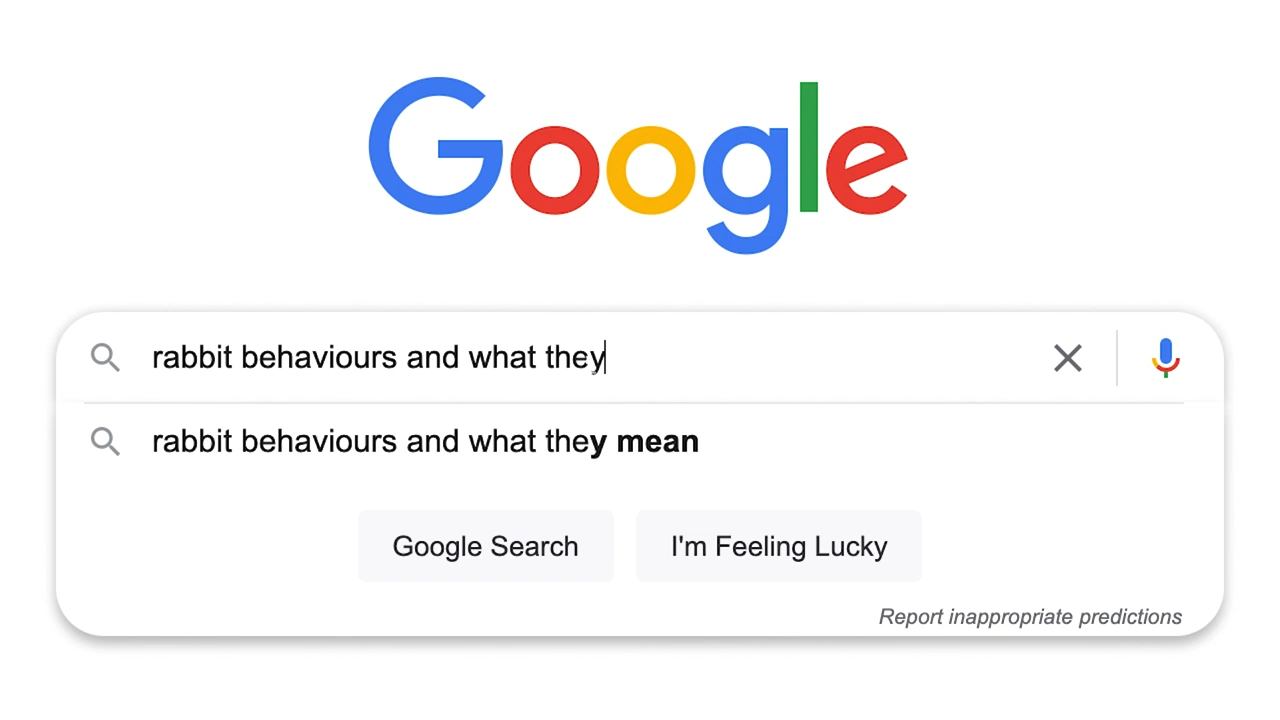 Google
rabbit behaviours and what they
rabbit behaviours and what they mean
Google Search
I'm Feeling Lucky
Report inappropriate predictions